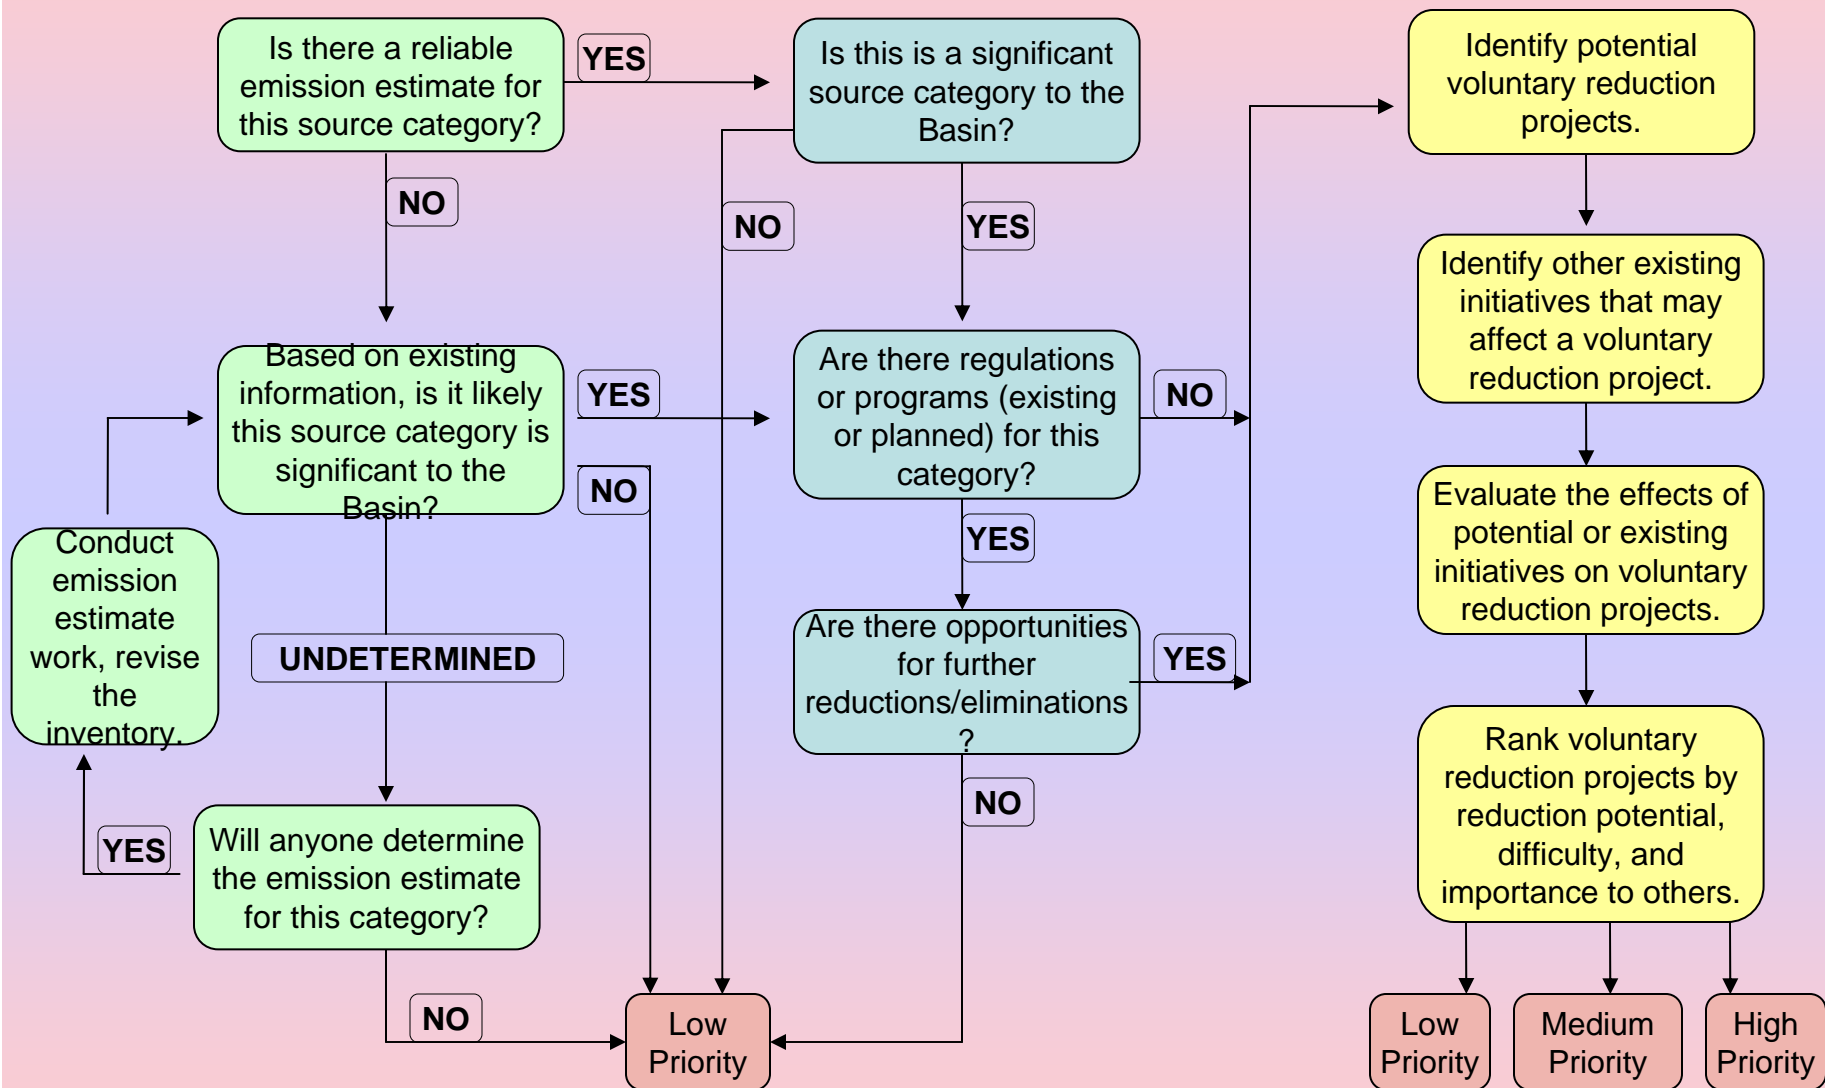 Is there a reliable
emission estimate for
this source category?
YES
NO
Is this is a significant
source category to the
Basin?
NO
YES
Identify potential
voluntary reduction
projects.
Based on existing
information, is it likely
this source category is
significant to the
Basin?
YES
NO
UNDETERMINED
Are there regulations
or programs (existing
or planned) for this
category?
NO
YES
Identify other existing
initiatives that may
affect a voluntary
reduction project.
Conduct
emission
estimate
work, revise
the
inventory.
YES
Are there opportunities
for further
reductions/eliminations
?
YES
NO
Evaluate the effects of
potential or existing
initiatives on voluntary
reduction projects.
Will anyone determine
the emission estimate
for this category?
NO
Low
Priority
Rank voluntary
reduction projects by
reduction potential,
difficulty, and
importance to others.
Low
Priority
Medium
Priority
High
Priority